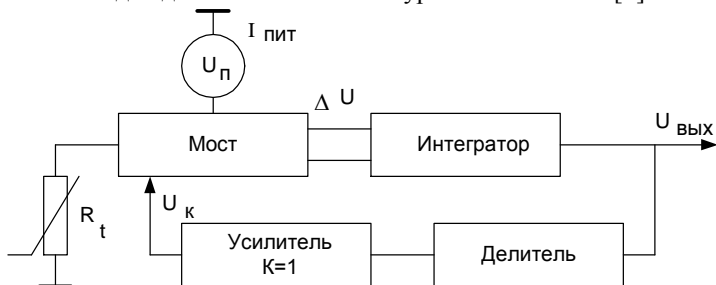 I пит
U п
Δ U
Мост
Интегратор
U вых
R t
U к
Усилитель
К=1
Делитель